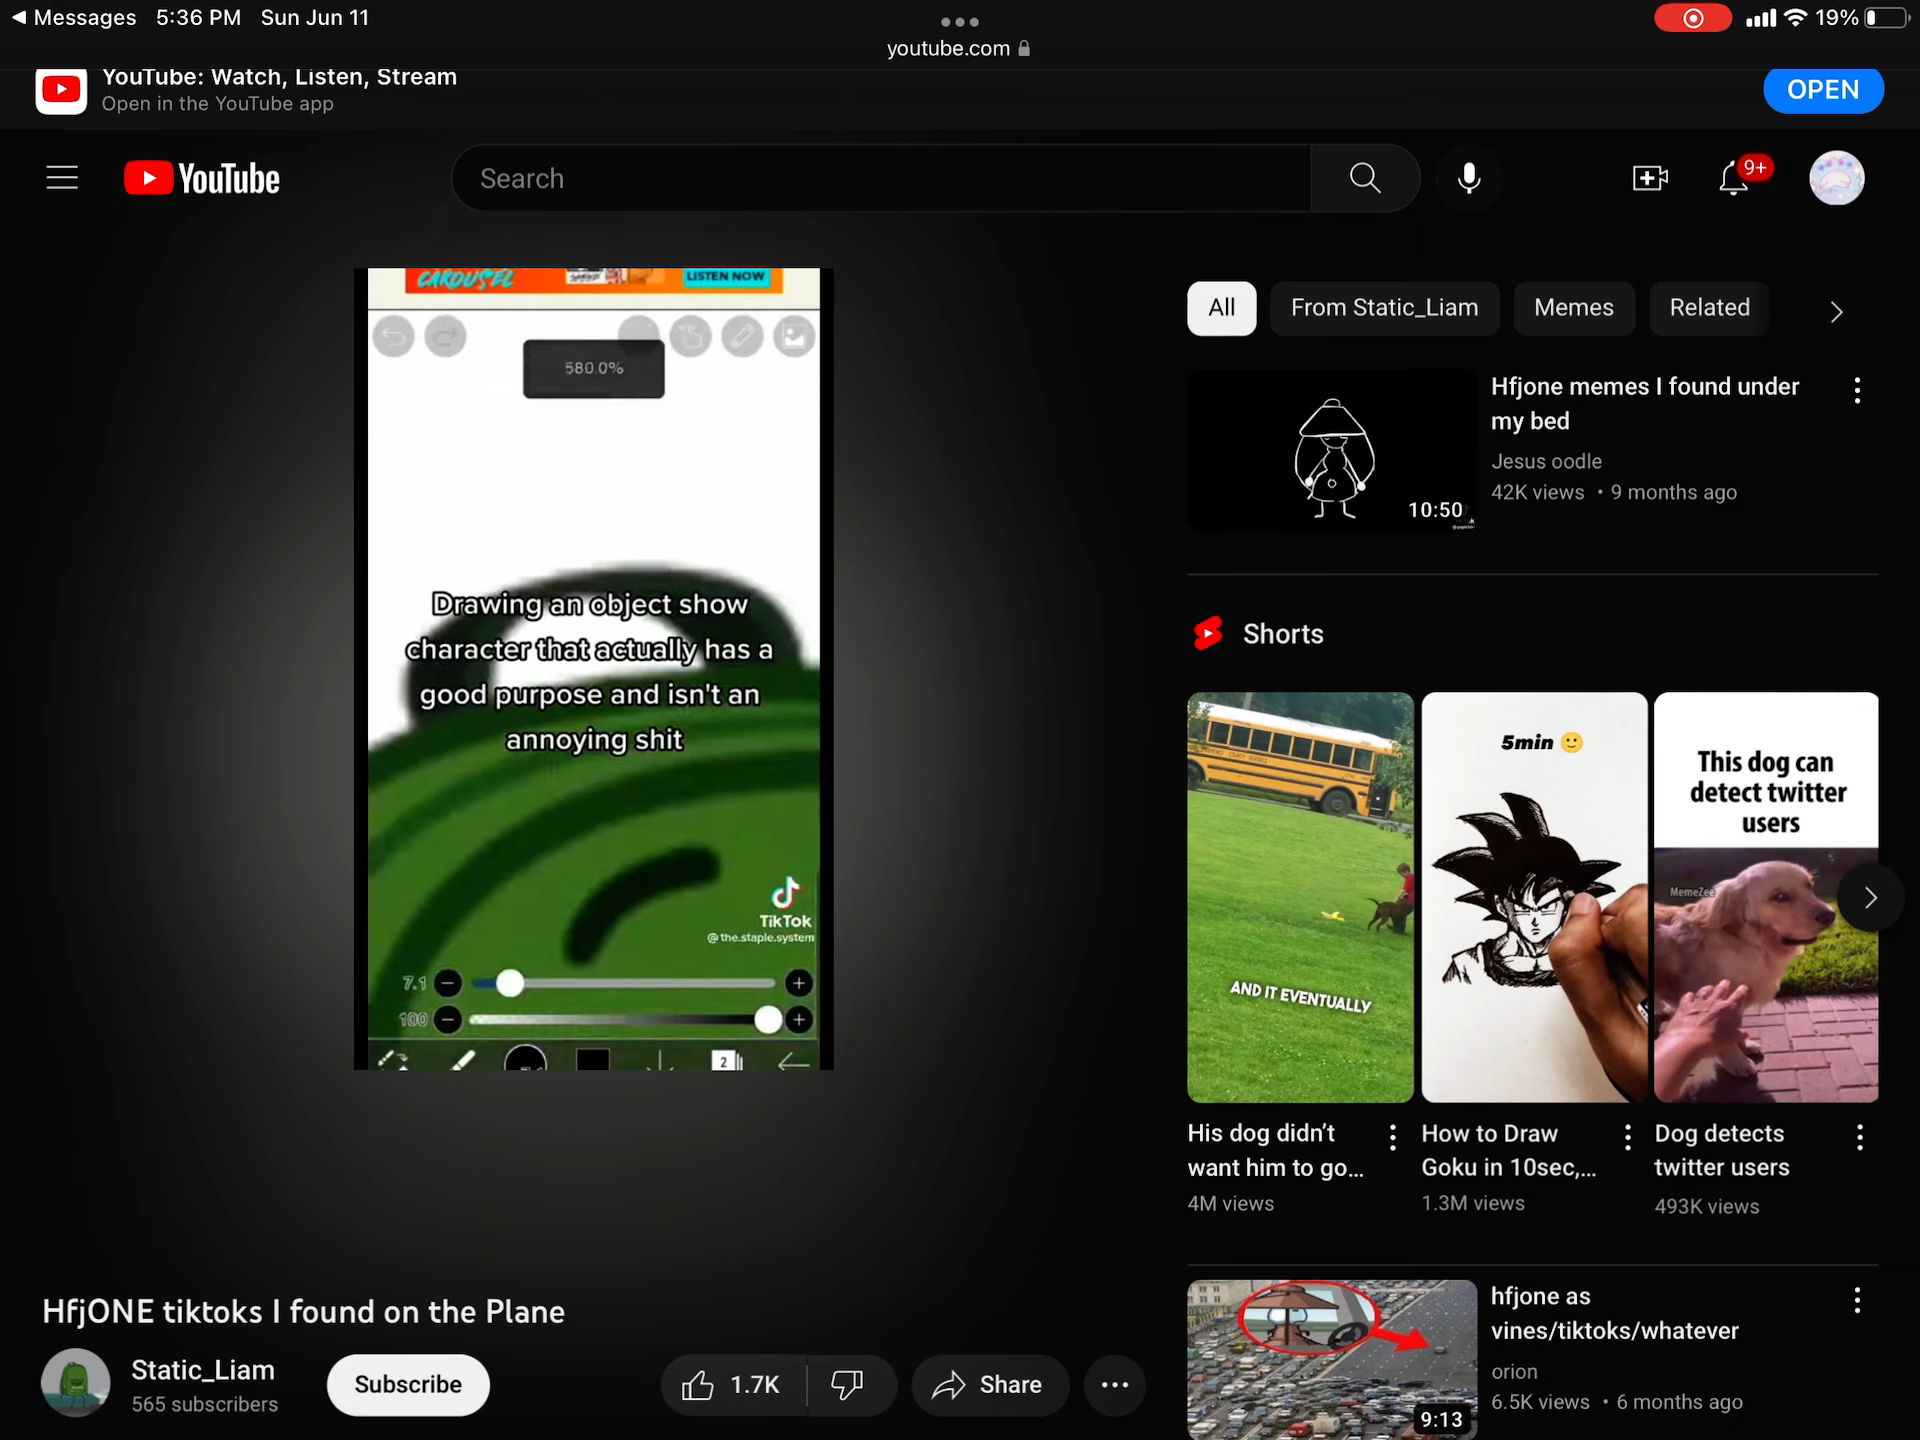 Messages 5:36 PM Sun Jun 11
19%
youtube.com
YouTube: Watch, Listen, Stream
Open in the YouTube app
OPEN
YouTube
Search
9+
CAROUSEL
LISTEN NOW
580.0%
Drawing an object show
character that actually has a
good purpose and isn't an
annoying shit
TikTok
@the.staple.system
7.1
100
2
All
From Static_Liam
Memes
Related
Hfjone memes I found under
my bed
Jesus oodle
42K views • 9 months ago
10:50
Shorts
AND IT EVENTUALLY
5min
This dog can
detect twitter
users
MemeZee
His dog didn't
want him to go...
4M views
How to Draw
Goku in 10sec,...
1.3M views
Dog detects
twitter users
493K views
HfjONE tiktoks I found on the Plane
Static_Liam
565 subscribers
Subscribe
1.7K
Share
hfjone as
vines/tiktoks/whatever
orion
6.5K views • 6 months ago
9:13